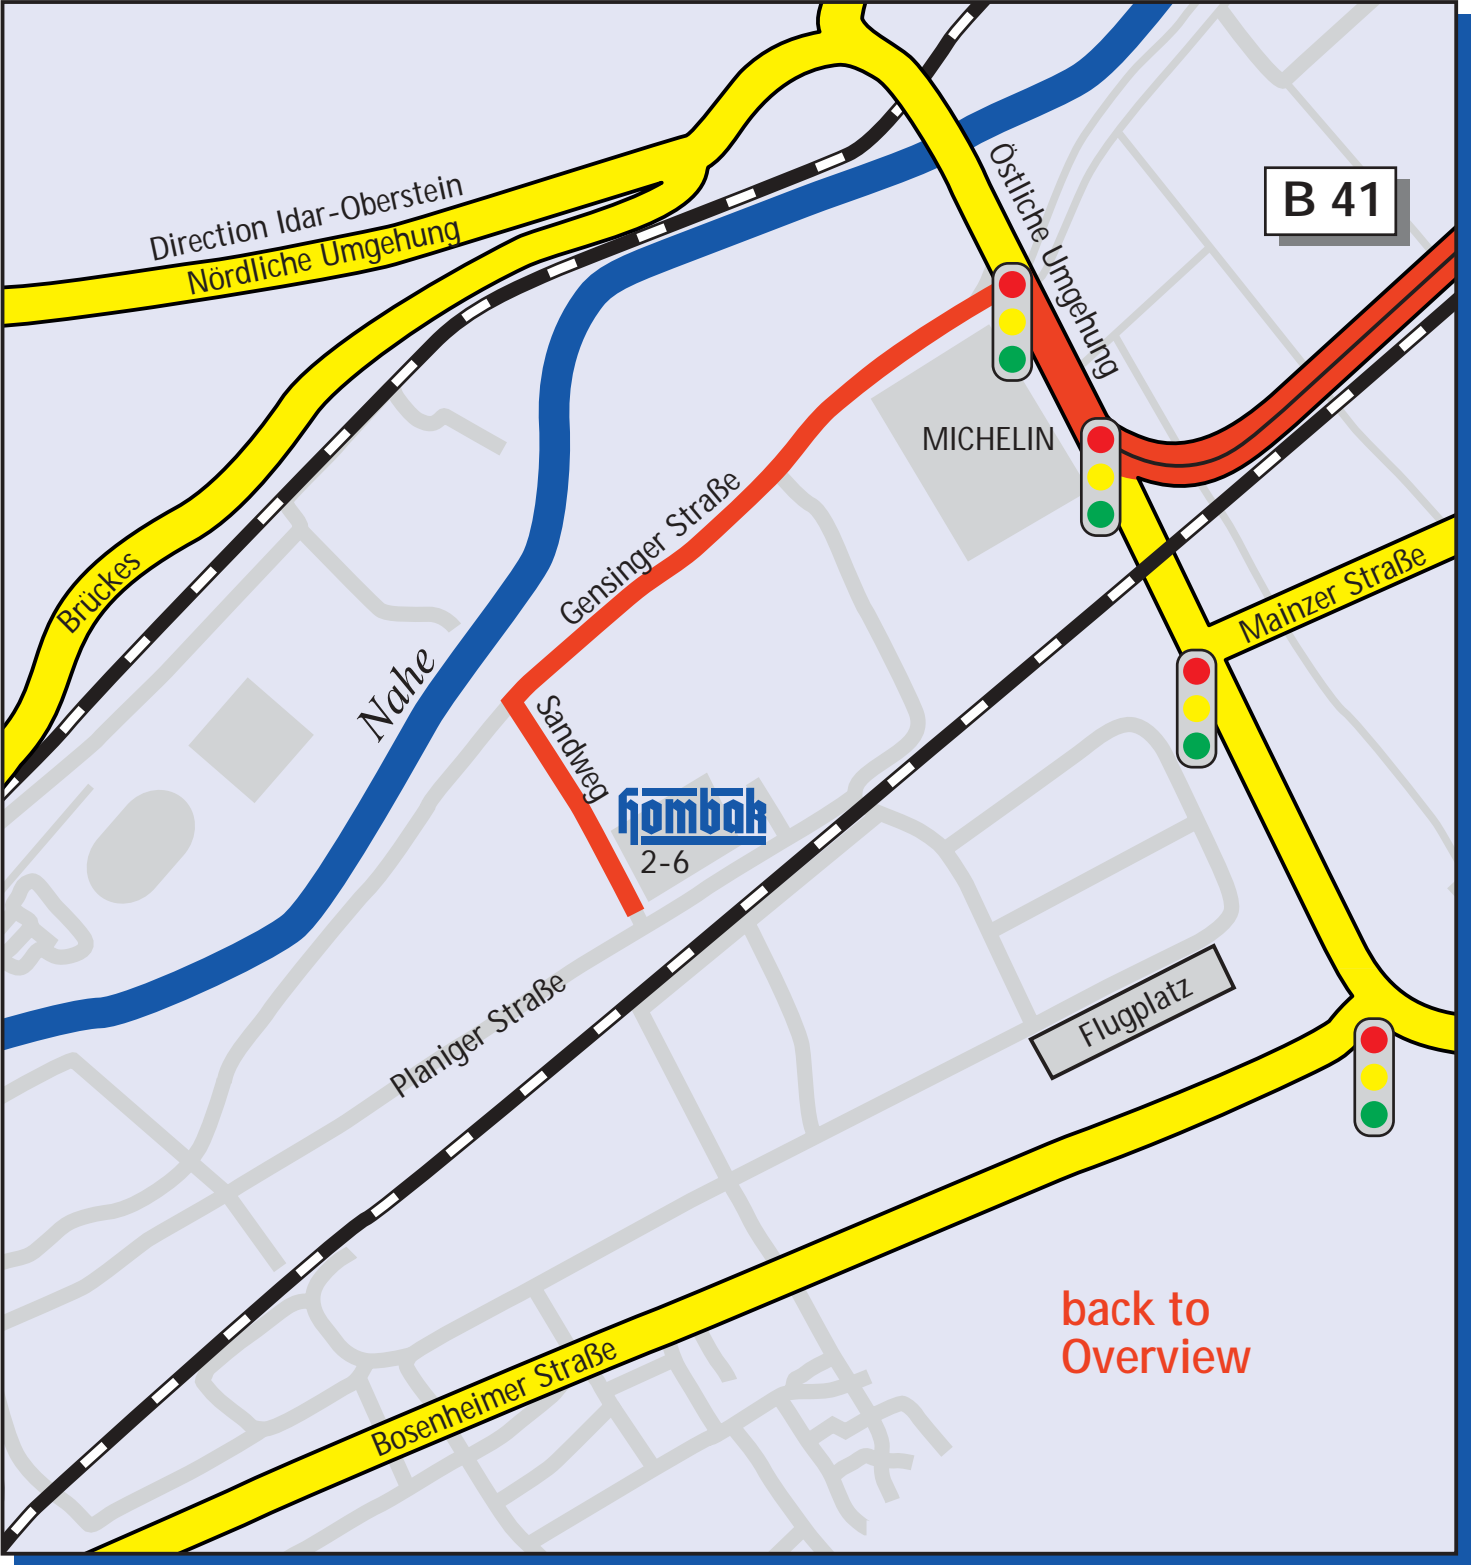 Direction Idar-Oberstein
Nördliche Umgehung
Östliche Umgehung
B 41
MICHELIN
Gensinger Straße
Brückes
Mainzer Straße
Nahe
Sandweg
hombak
2-6
Planiger Straße
Flugplatz
back to
Overview
Bosenheimer Straße